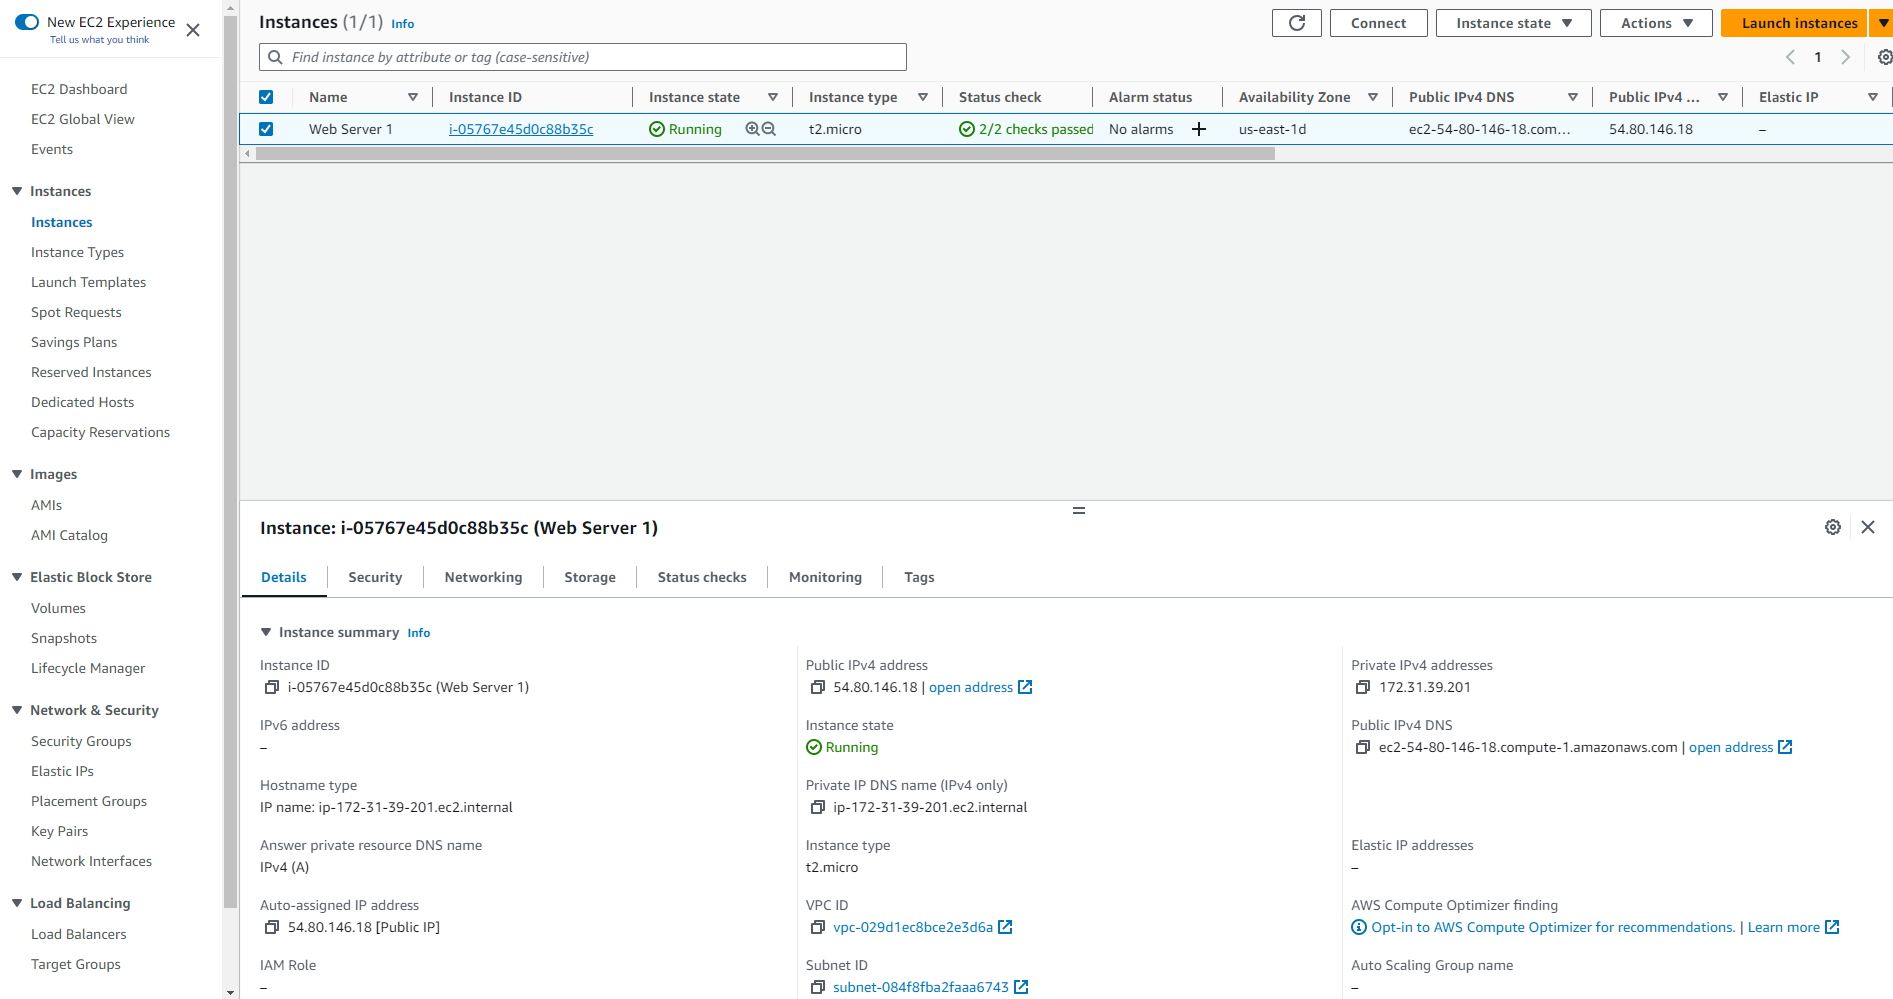 New EC2 Experience
Tell us what you think
EC2 Dashboard
EC2 Global View
Events
Instances
Instances
Instance Types
Launch Templates
Spot Requests
Savings Plans
Reserved Instances
Dedicated Hosts
Capacity Reservations
Images
AMIs
AMI Catalog
Elastic Block Store
Volumes
Snapshots
Lifecycle Manager
Network & Security
Security Groups
Elastic IPs
Placement Groups
Key Pairs
Network Interfaces
Load Balancing
Load Balancers
Target Groups
Instances (1/1) Info
Connect Instance state Actions Launch instances
Find instance by attribute or tag (case-sensitive)
1
Name Instance ID Instance state Instance type Status check Alarm status Availability Zone Public IPv4 DNS Public IPv4 ... Elastic IP
Web Server 1 i-05767e45d0c88b35c Running t2.micro 2/2 checks passed No alarms + us-east-1d ec2-54-80-146-18.com... 54.80.146.18 –
Instance: i-05767e45d0c88b35c (Web Server 1)
Details Security Networking Storage Status checks Monitoring Tags
Instance summary Info
Instance ID
i-05767e45d0c88b35c (Web Server 1)
Public IPv4 address
54.80.146.18 | open address
Private IPv4 addresses
172.31.39.201
IPv6 address
–
Instance state
Running
Public IPv4 DNS
ec2-54-80-146-18.compute-1.amazonaws.com | open address
Hostname type
IP name: ip-172-31-39-201.ec2.internal
Private IP DNS name (IPv4 only)
ip-172-31-39-201.ec2.internal
Answer private resource DNS name
IPv4 (A)
Instance type
t2.micro
Elastic IP addresses
–
Auto-assigned IP address
54.80.146.18 [Public IP]
VPC ID
vpc-029d1ec8bce2e3d6a
AWS Compute Optimizer finding
Opt-in to AWS Compute Optimizer for recommendations. | Learn more
IAM Role
–
Subnet ID
subnet-084f8fba2faaa6743
Auto Scaling Group name
–